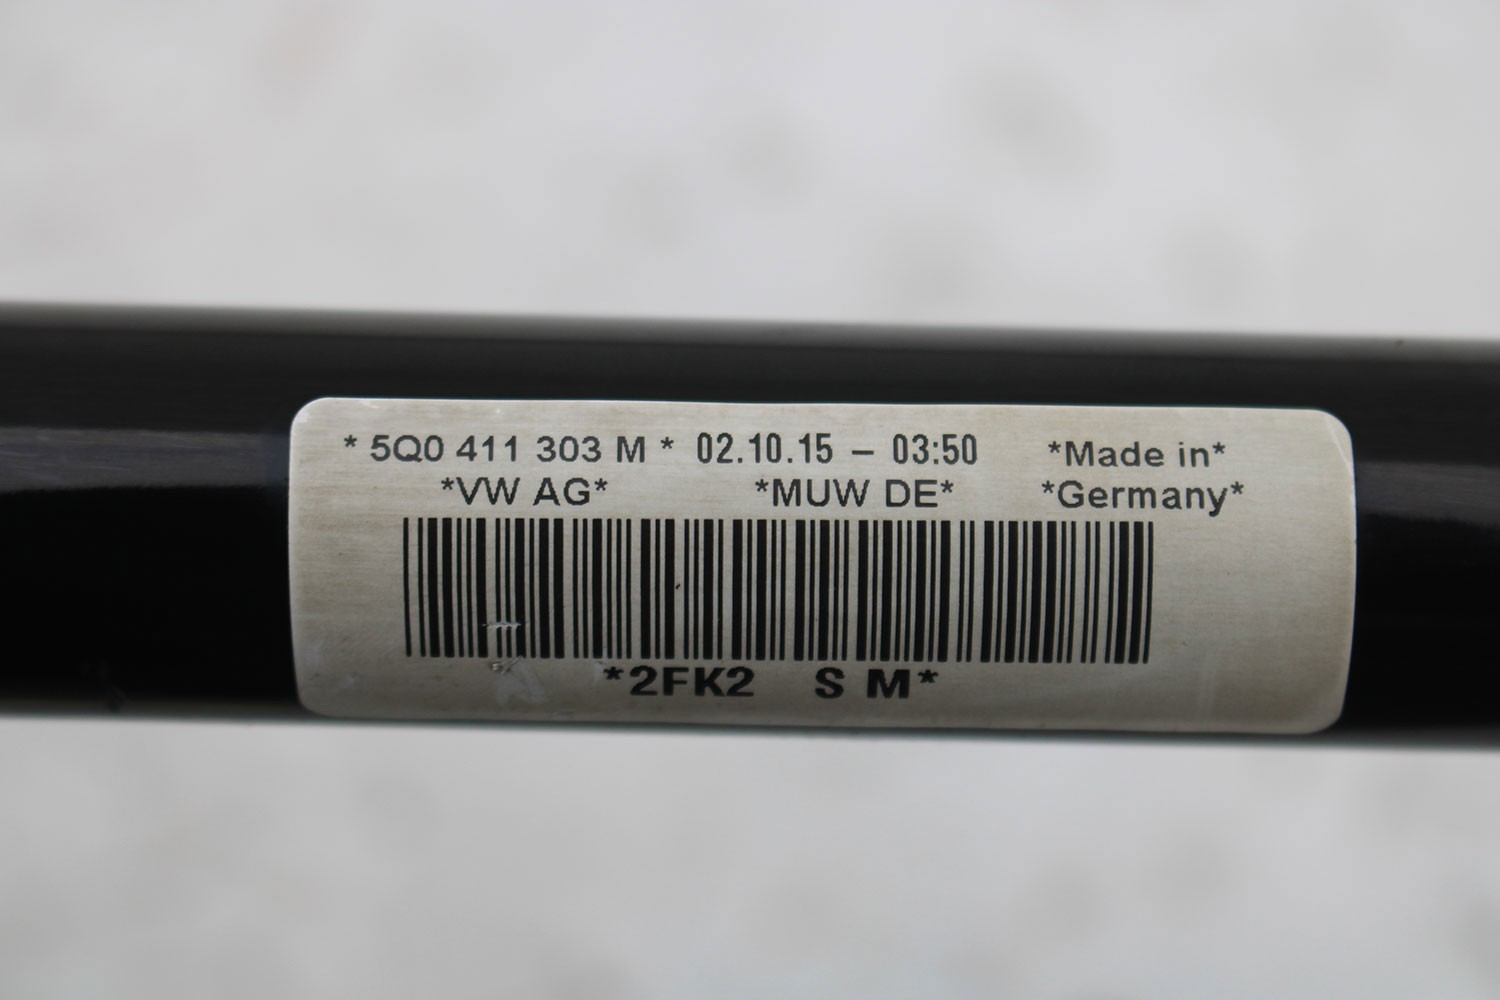 * 5Q0 411 303 M * 02.10.15 – 03:50 *Made in*
*VW AG* *MUW DE* *Germany*
*2FK2 S M*